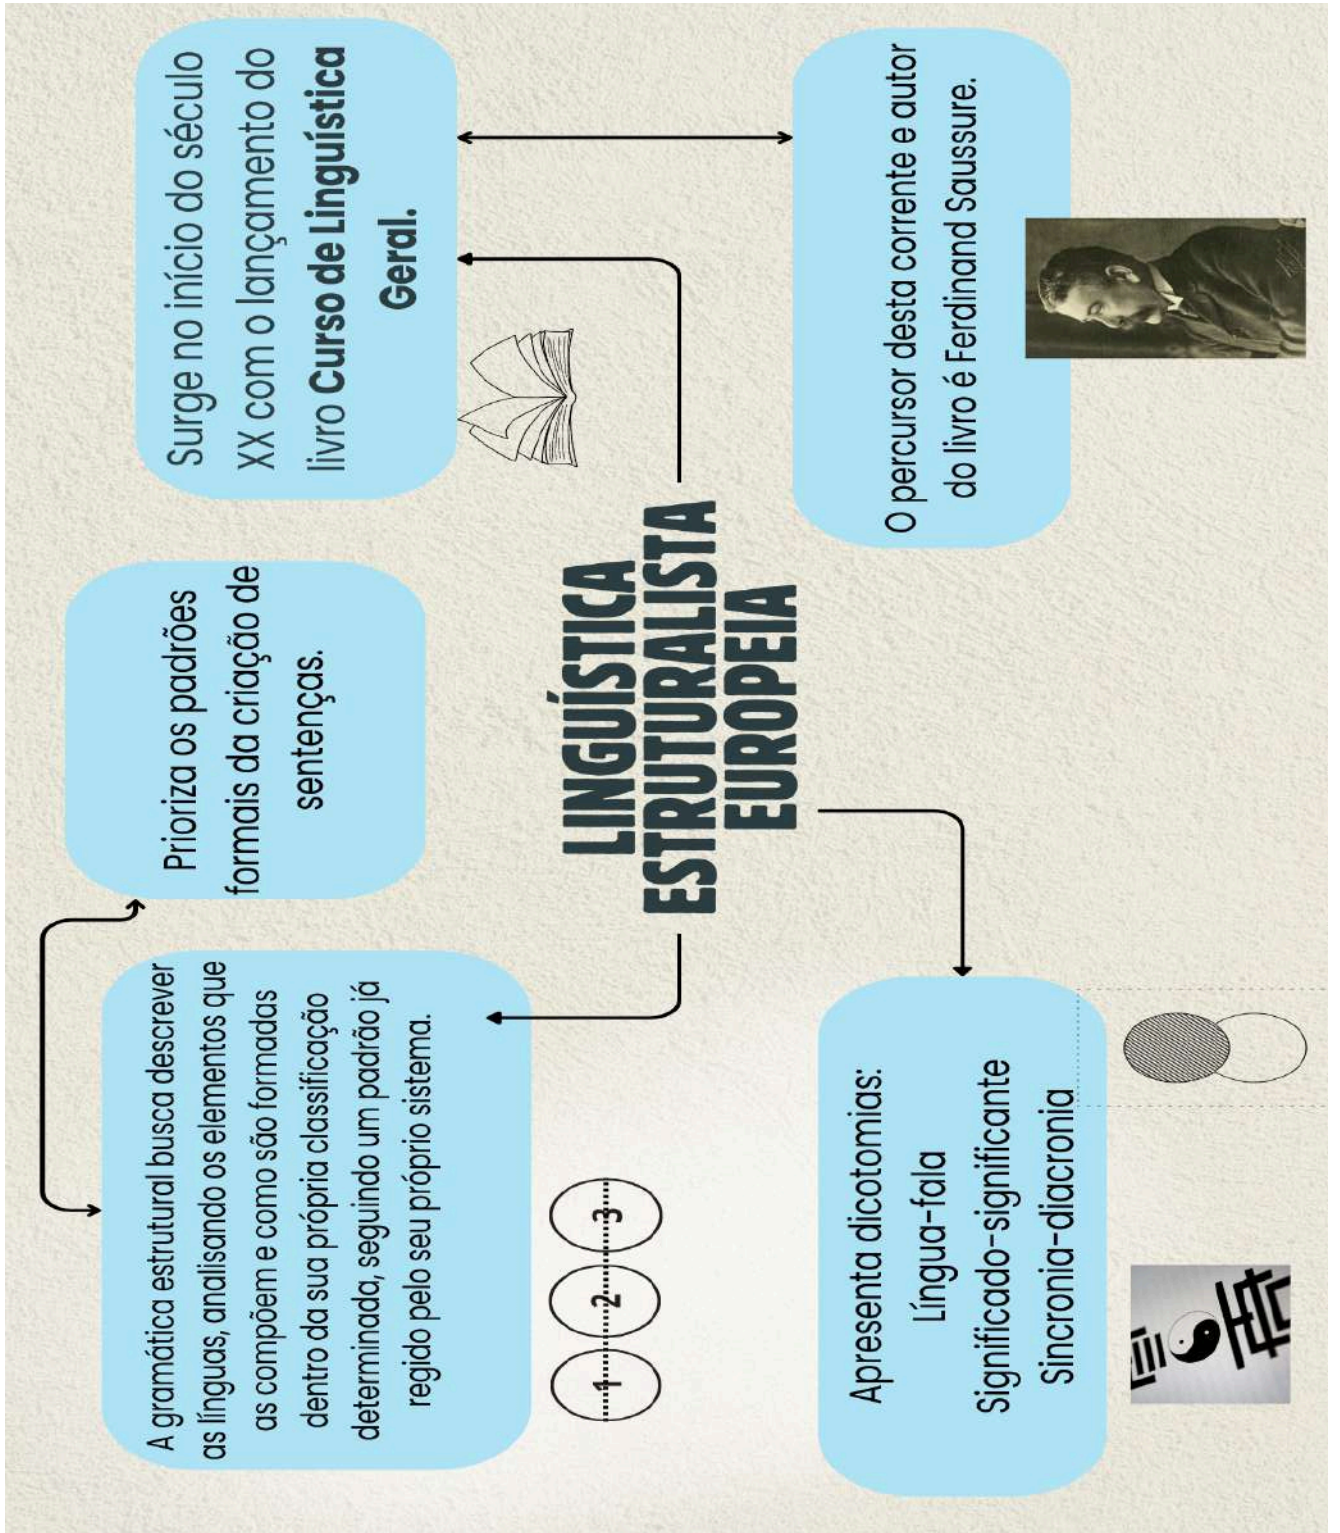 A gramática estrutural busca descrever
as línguas, analisando os elementos que
as compõem e como são formadas
dentro da sua própria classificação
determinada, seguindo um padrão já
regido pelo seu próprio sistema.
Prioriza os padrões
formais da criação de
sentenças.
Surge no início do século
XX com o lançamento do
livro Curso de Linguística
Geral.
1 2 3
LINGUÍSTICA
ESTRUTURALISTA
EUROPEIA
Apresenta dicotomias:
Língua-fala
Significado-significante
Sincronia-diacronia
O percursor desta corrente e autor
do livro é Ferdinand Saussure.